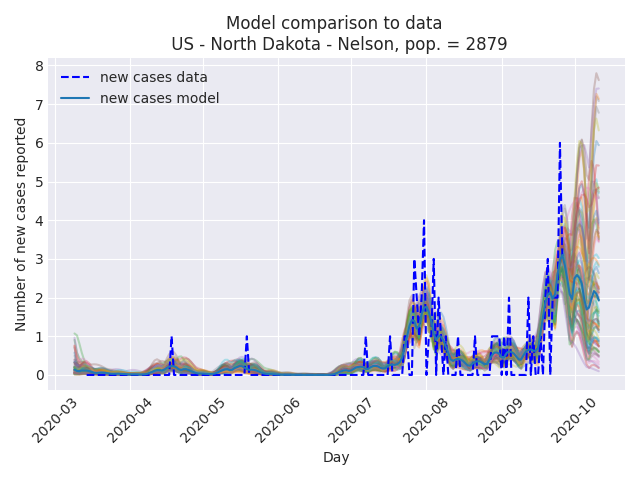 Model comparison to data
US - North Dakota - Nelson, pop. = 2879
8
7
6
5
4
3
2
1
0
Number of new cases reported
new cases data
new cases model
2020-03
2020-04
2020-05
2020-06
2020-07
2020-08
2020-09
2020-10
Day